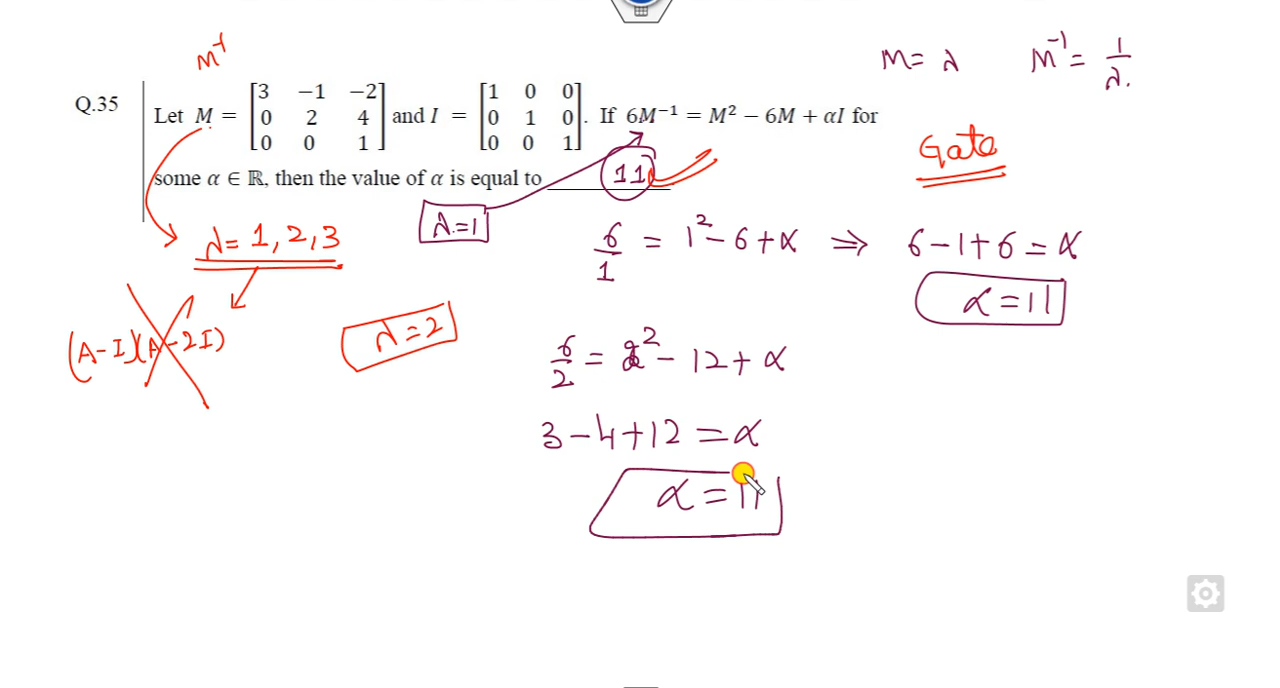 M⁻¹
M = λ   M⁻¹ = 1/λ.
Q.35 Let M = [3 −1 −2; 0 2 4; 0 0 1] and I = [1 0 0; 0 1 0; 0 0 1]. If 6M⁻¹ = M² − 6M + αI for
Gate
some α ∈ ℝ, then the value of α is equal to ________ 11
λ = 1, 2, 3
λ=1
6/1 = 1² − 6 + α ⇒ 6 − 1 + 6 = α
α = 11
(A − I)(A − 2I)
λ = 2
6/2 = 2² − 12 + α
3 − 4 + 12 = α
α = 11